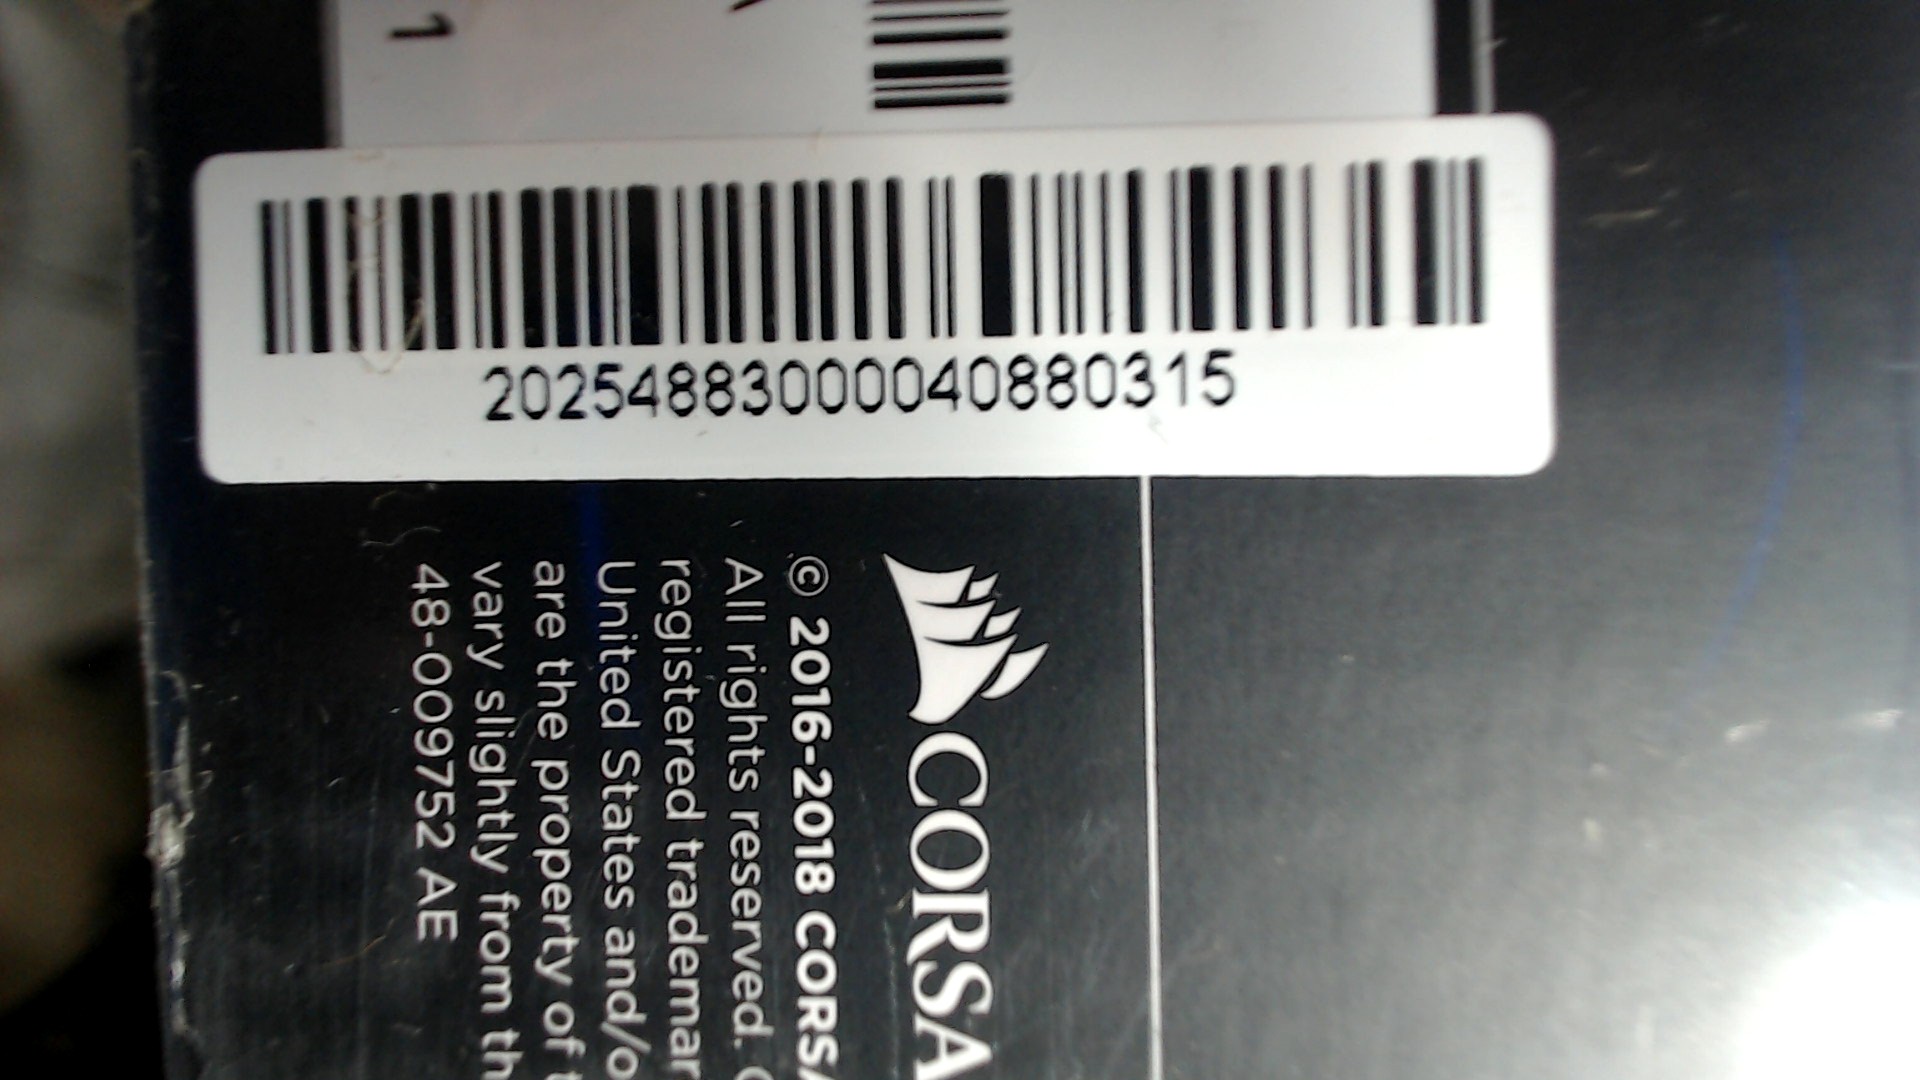 1
20254883000040880315
CORSA
© 2016-2018 CORSA
All rights reserved.
registered trademar
United States and/o
are the property of t
vary slightly from th
48-009752 AE